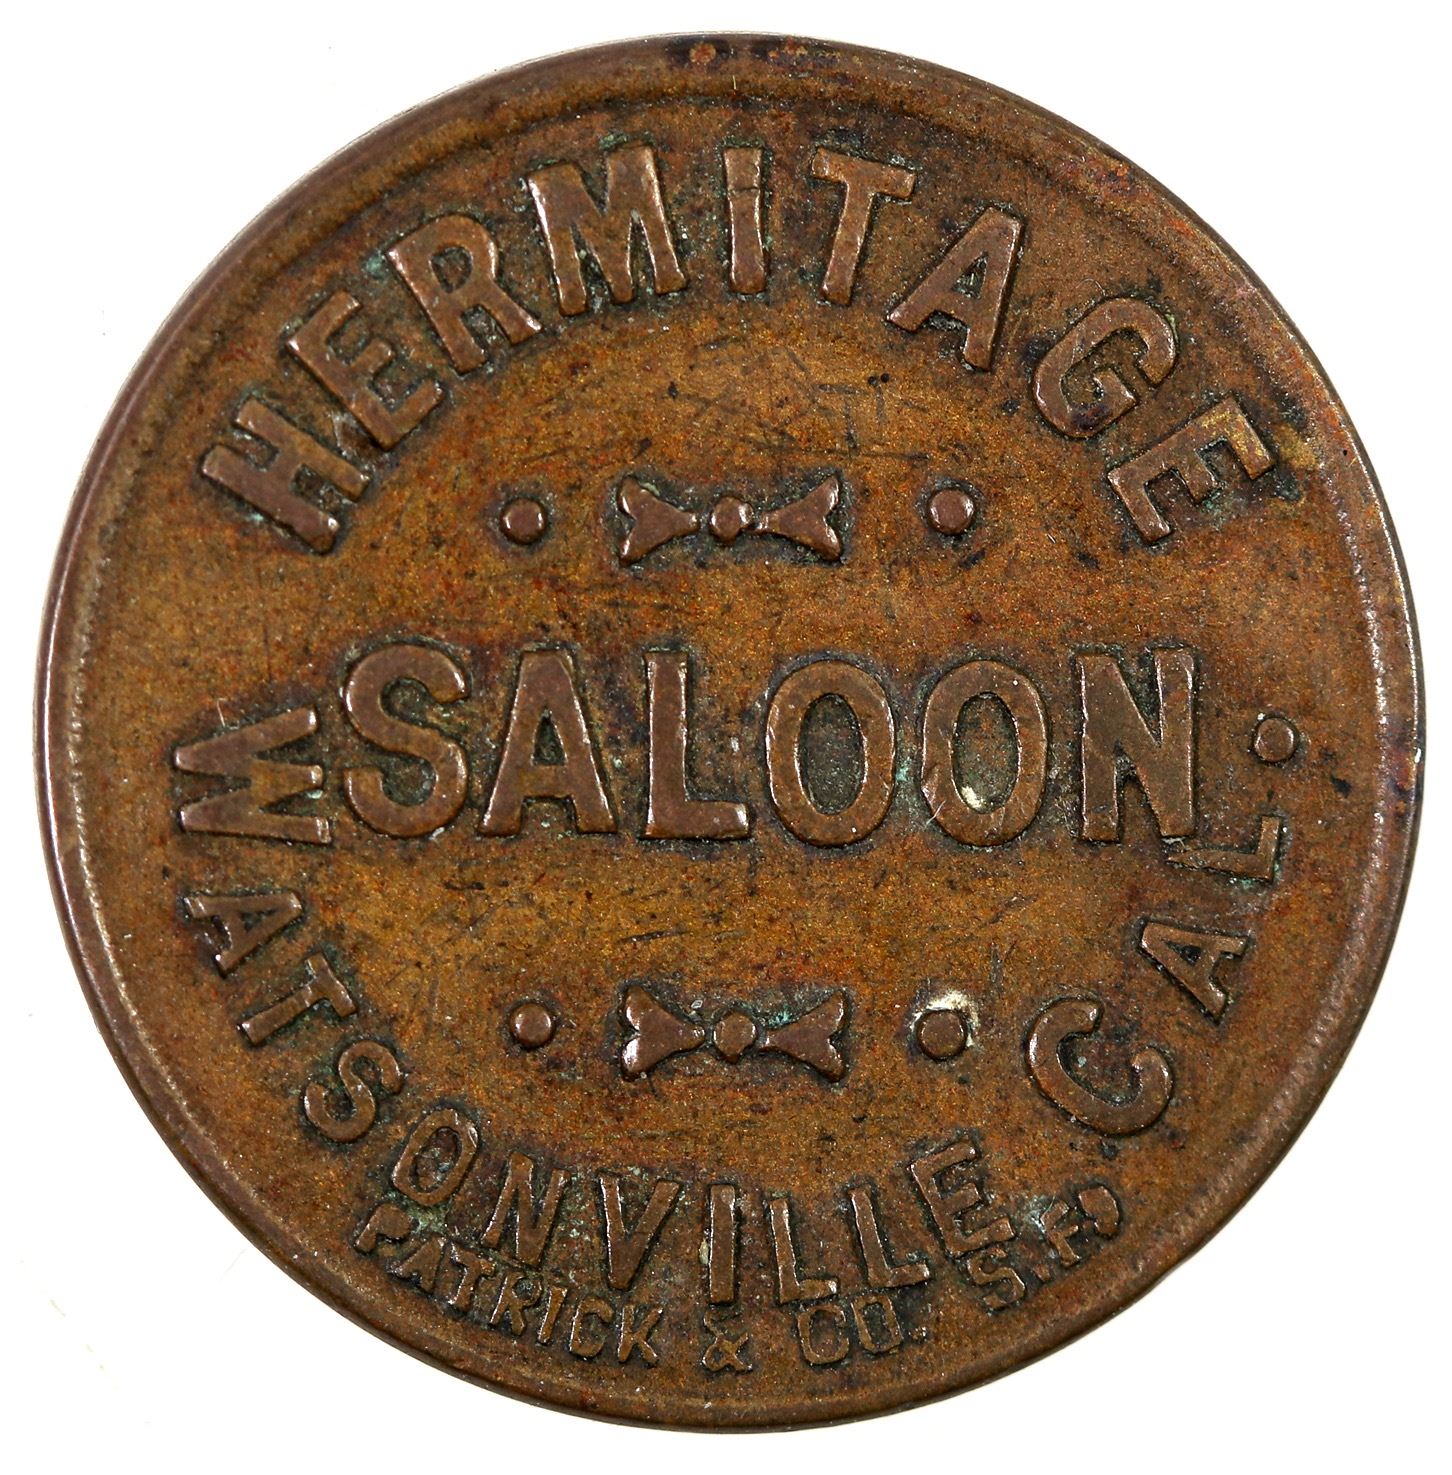 HERMITAGE
SALOON
WATSONVILLE CAL.
PATRICK & CO. S.F.